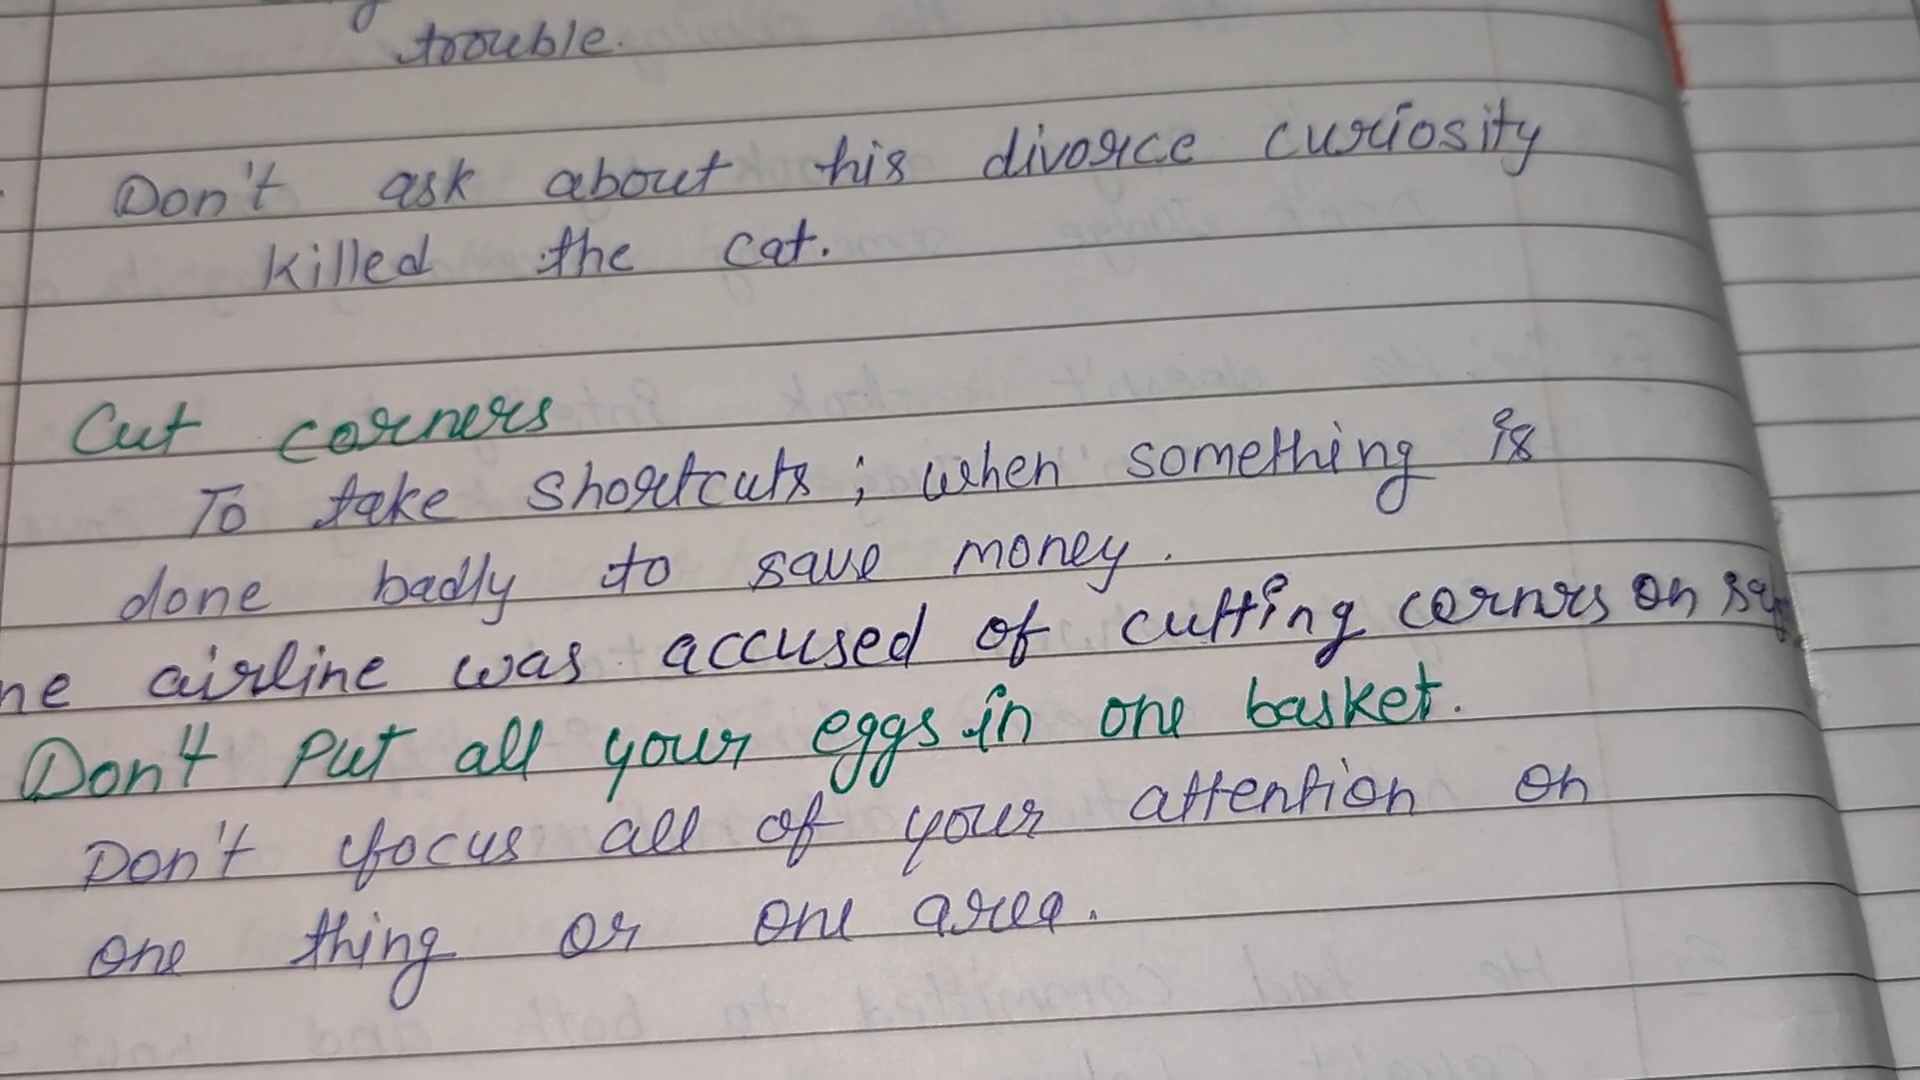 trouble.
Don't ask about this divorce curiosity
killed the cat.
Cut corners
To take shortcuts; when something is
done badly to save money.
airline was accused of cutting corners on
Don't Put all your eggs in one basket.
Don't focus all of your attention on
one thing or one area.